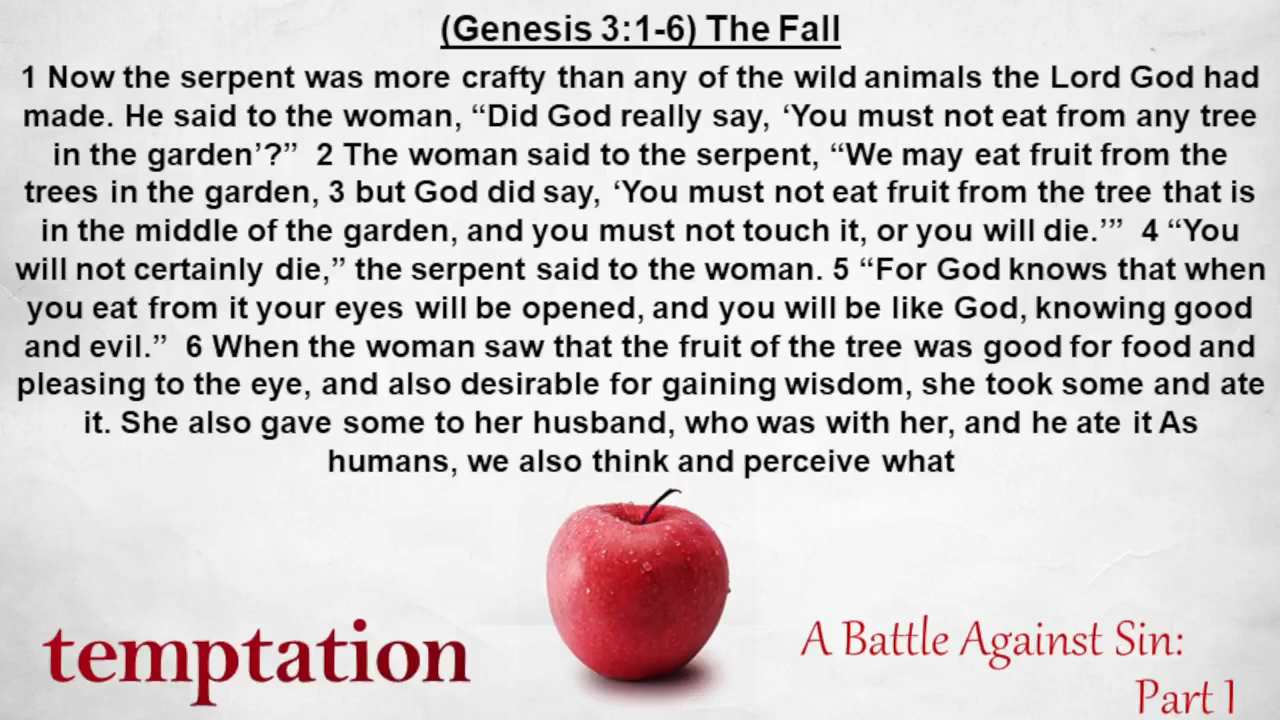 (Genesis 3:1-6) The Fall
1 Now the serpent was more crafty than any of the wild animals the Lord God had
made. He said to the woman, “Did God really say, ‘You must not eat from any tree
in the garden’?” 2 The woman said to the serpent, “We may eat fruit from the
trees in the garden, 3 but God did say, ‘You must not eat fruit from the tree that is
in the middle of the garden, and you must not touch it, or you will die.’” 4 “You
will not certainly die,” the serpent said to the woman. 5 “For God knows that when
you eat from it your eyes will be opened, and you will be like God, knowing good
and evil.” 6 When the woman saw that the fruit of the tree was good for food and
pleasing to the eye, and also desirable for gaining wisdom, she took some and ate
it. She also gave some to her husband, who was with her, and he ate it As
humans, we also think and perceive what
temptation
A Battle Against Sin:
Part 1